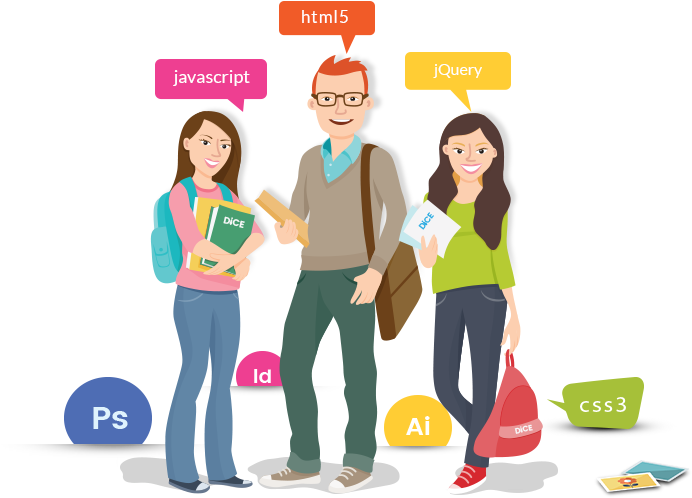 html5
javascript
jQuery
DiCE
DiCE
Id
Ps
Ai
css3
DiCE